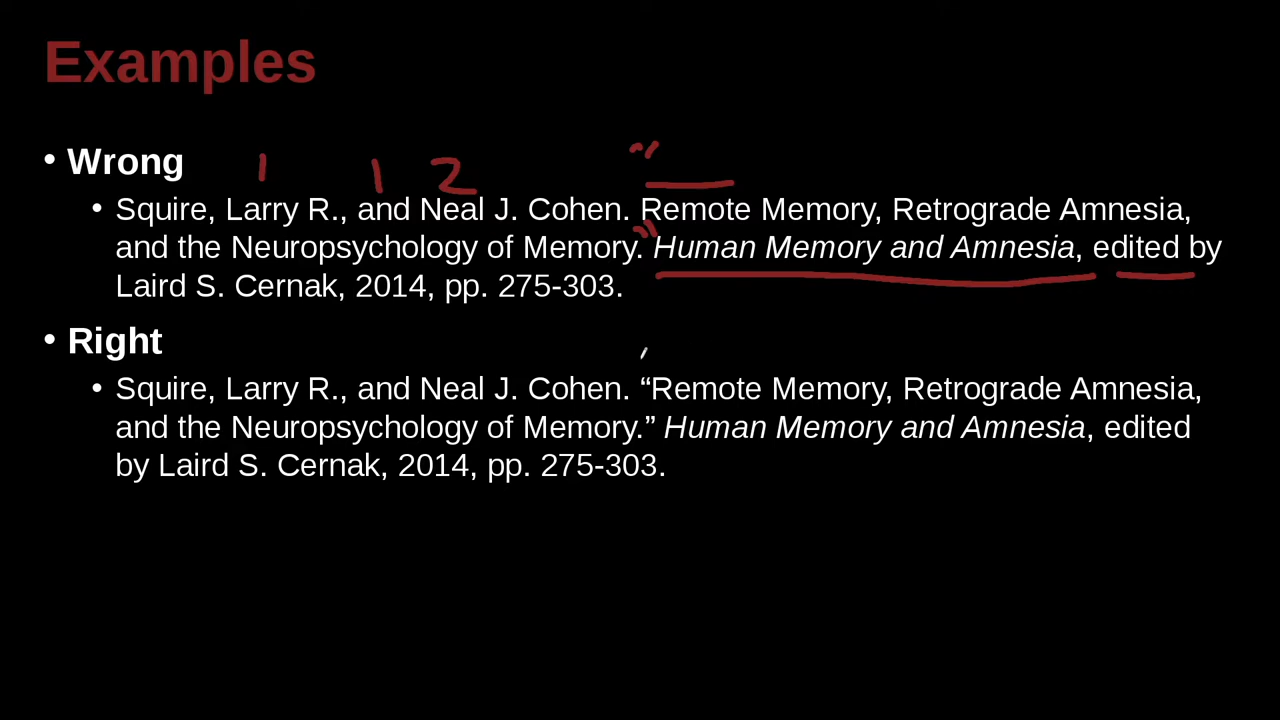 Examples
• Wrong
1 1 2 “
• Squire, Larry R., and Neal J. Cohen. Remote Memory, Retrograde Amnesia,
and the Neuropsychology of Memory.” Human Memory and Amnesia, edited by
Laird S. Cernak, 2014, pp. 275-303.
• Right
• Squire, Larry R., and Neal J. Cohen. “Remote Memory, Retrograde Amnesia,
and the Neuropsychology of Memory.” Human Memory and Amnesia, edited
by Laird S. Cernak, 2014, pp. 275-303.